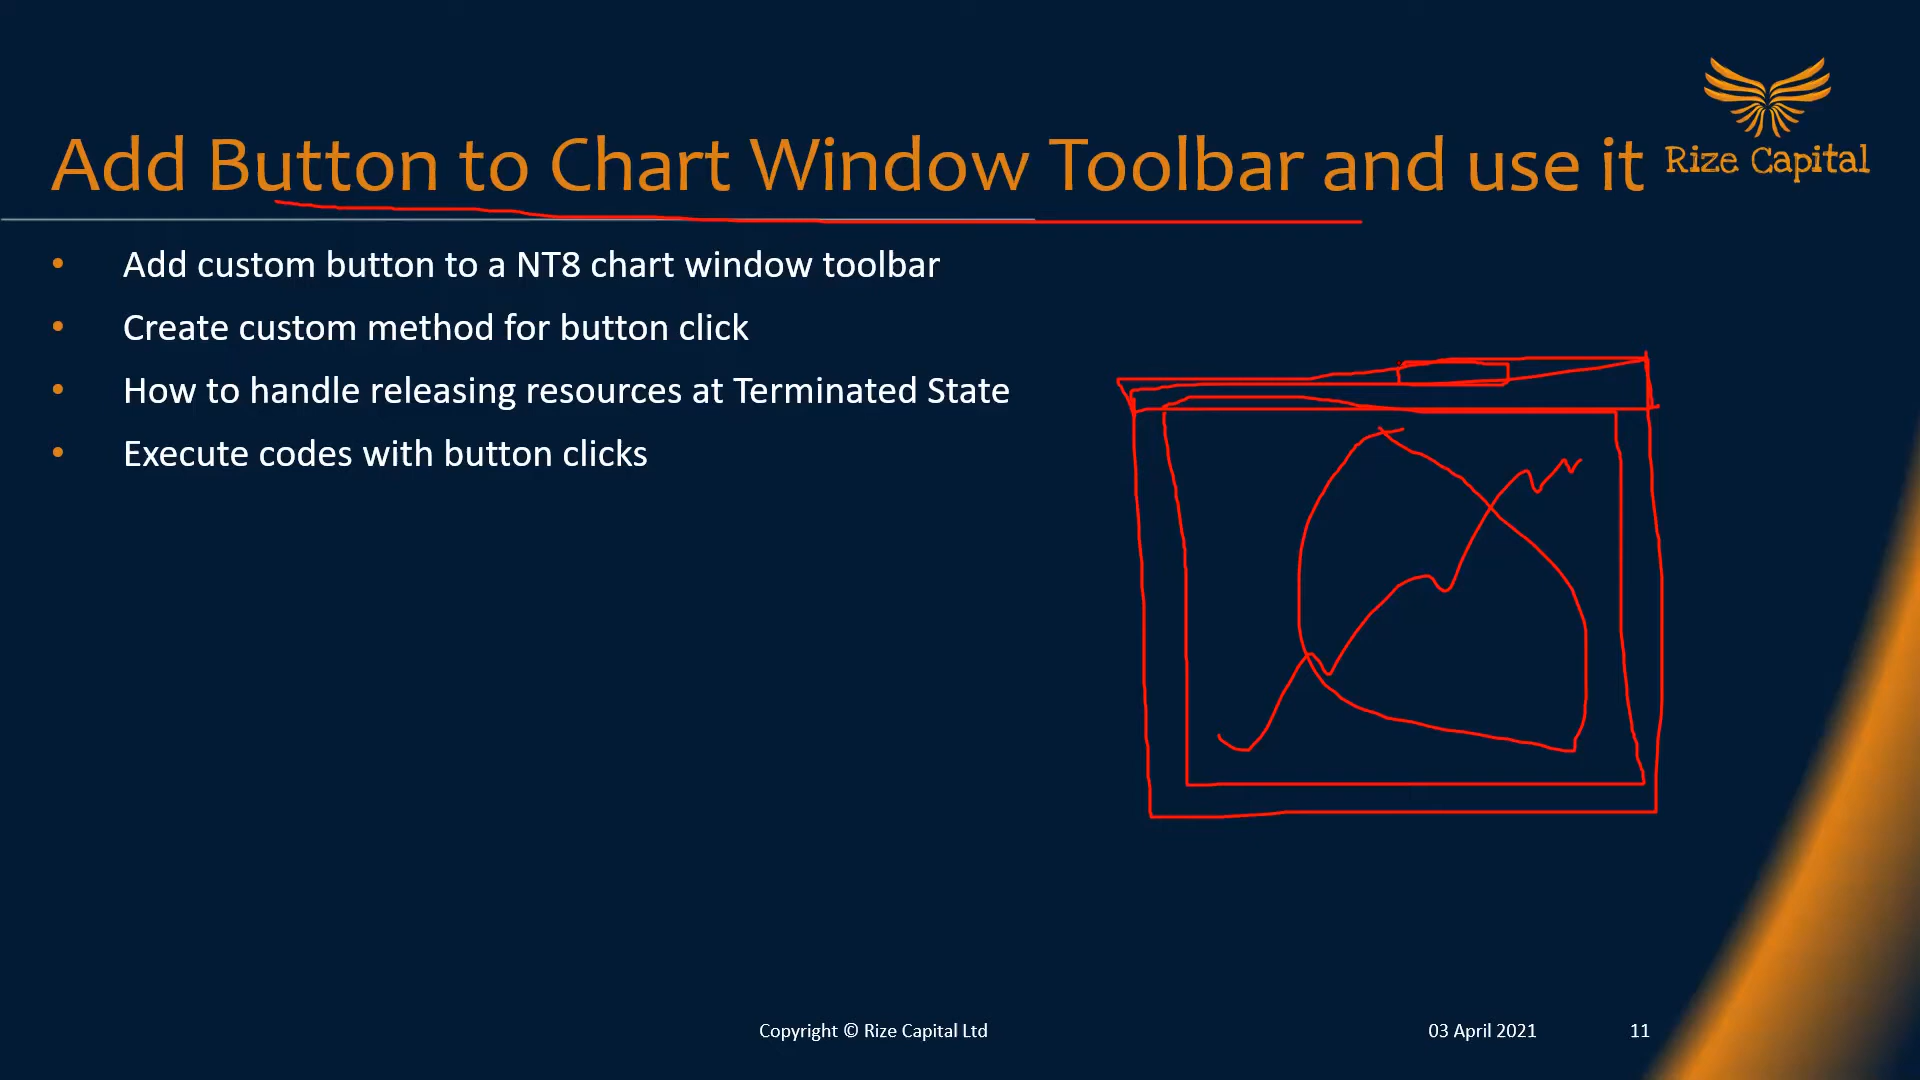 Rize Capital
Add Button to Chart Window Toolbar and use it
• Add custom button to a NT8 chart window toolbar
• Create custom method for button click
• How to handle releasing resources at Terminated State
• Execute codes with button clicks
Copyright © Rize Capital Ltd
03 April 2021
11